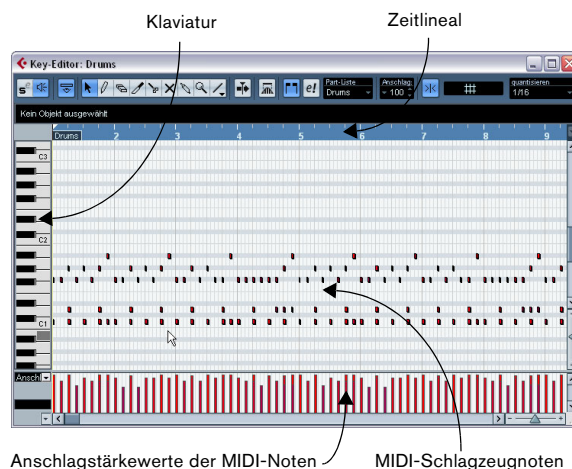 Klaviatur
Zeitlineal
Key-Editor: Drums
Part-Liste
Drums
Anschlag.
100
quantisieren
1/16
Kein Objekt ausgewählt
Drums 2 3 4 5 6 7 8 9
C3
C2
C1
Anschl
Anschlagstärkewerte der MIDI-Noten
MIDI-Schlagzeugnoten